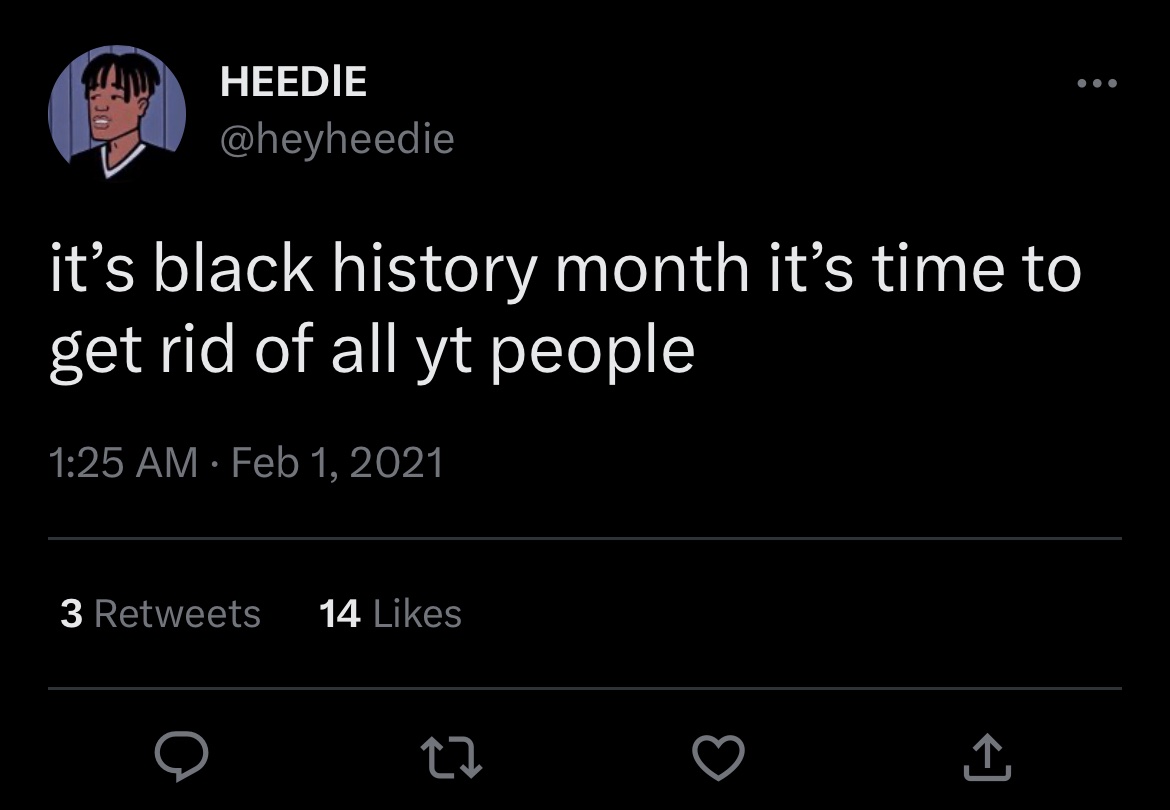 HEEDlE
@heyheedie
it’s black history month it’s time to
get rid of all yt people
1:25 AM · Feb 1, 2021
3 Retweets 14 Likes